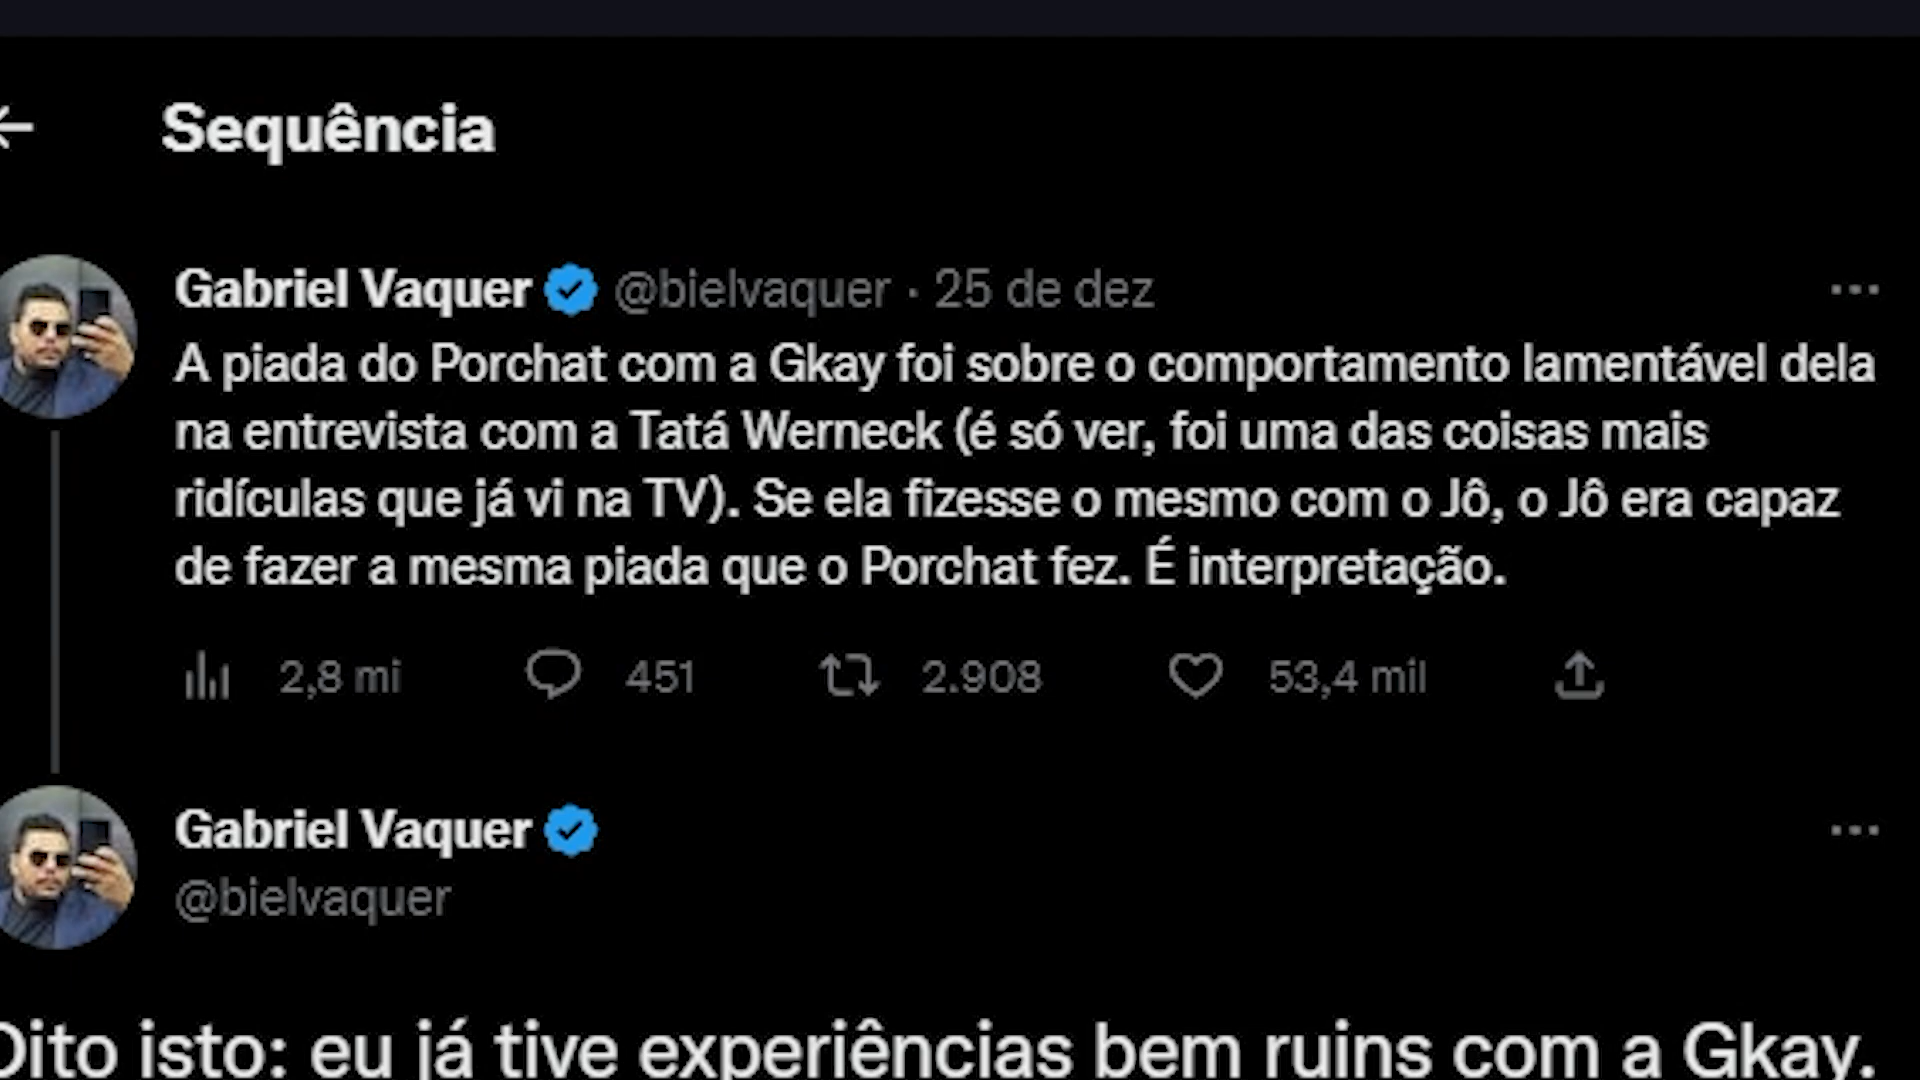 Sequência
Gabriel Vaquer @bielvaquer · 25 de dez
A piada do Porchat com a Gkay foi sobre o comportamento lamentável dela
na entrevista com a Tatá Werneck (é só ver, foi uma das coisas mais
ridículas que já vi na TV). Se ela fizesse o mesmo com o Jô, o Jô era capaz
de fazer a mesma piada que o Porchat fez. É interpretação.
2,8 mi 451 2.908 53,4 mil
Gabriel Vaquer
@bielvaquer
Dito isto: eu já tive experiências bem ruins com a Gkay.